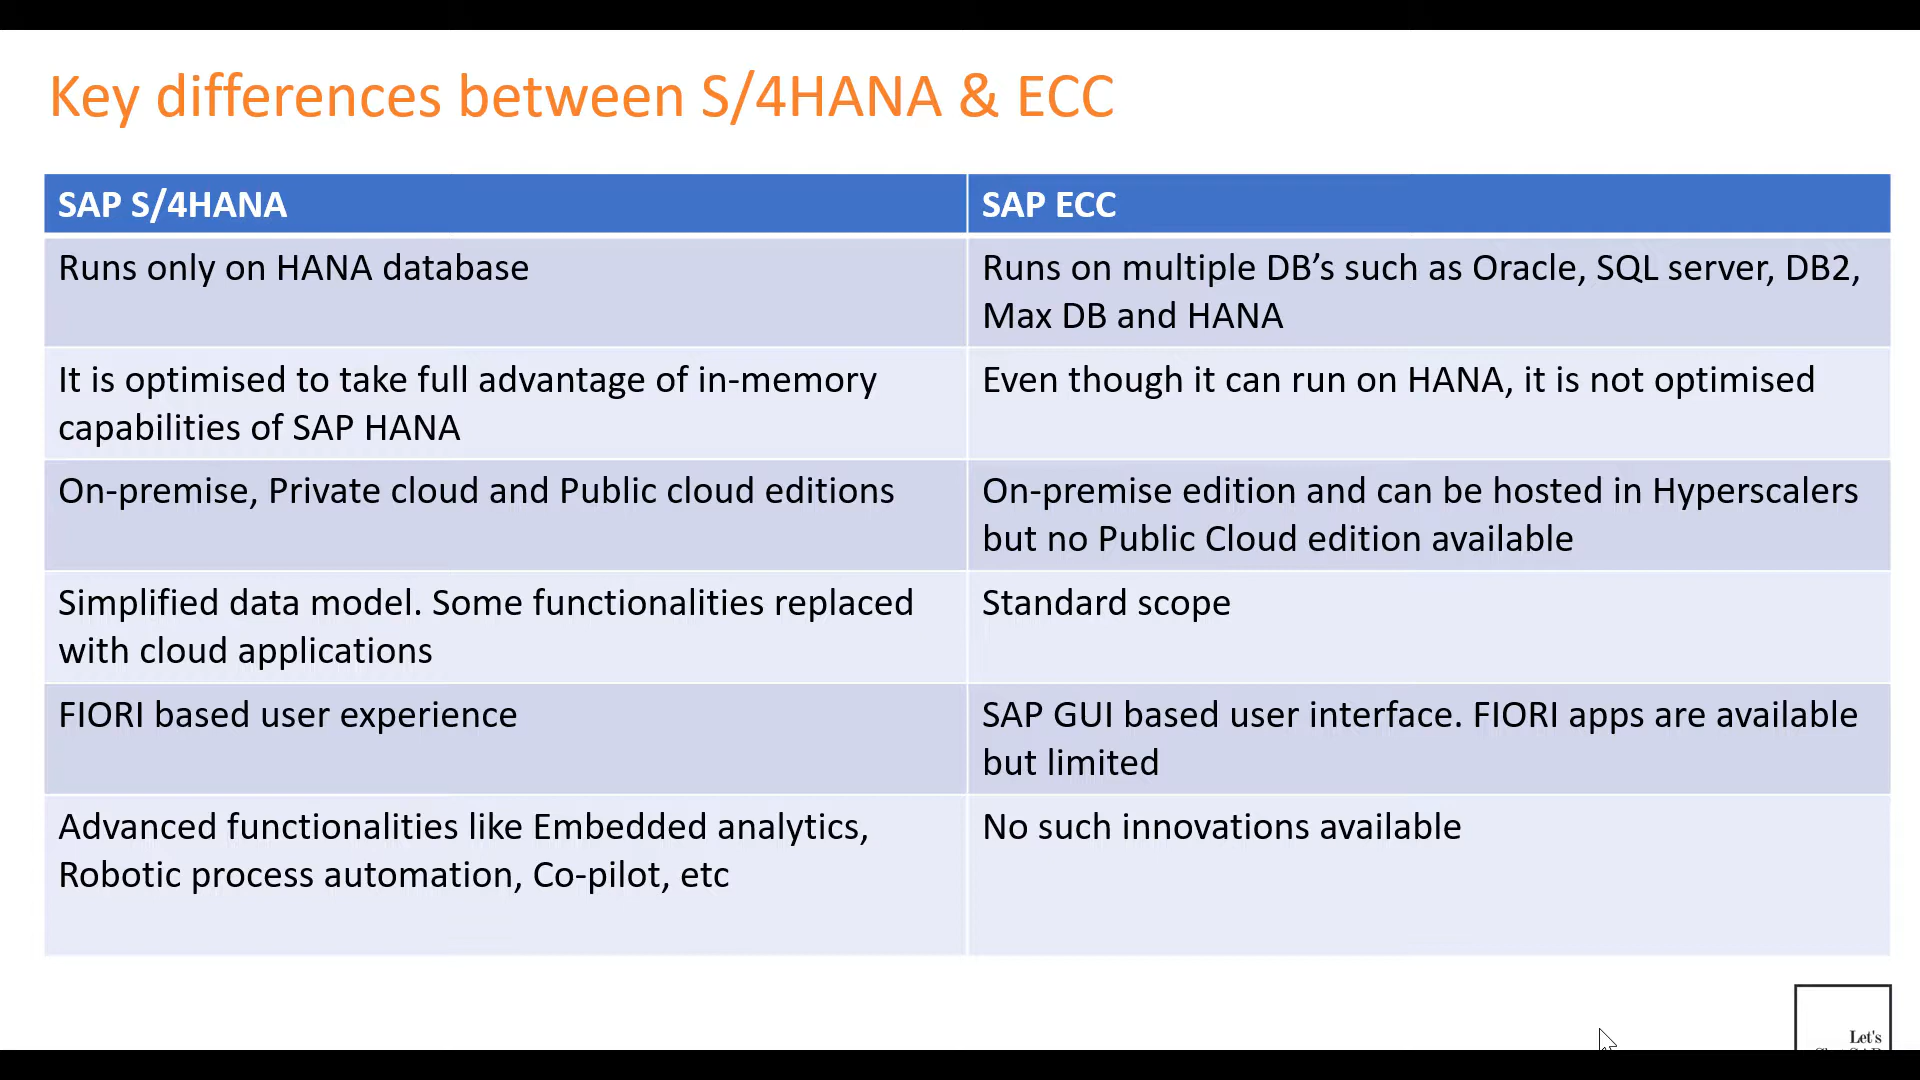 Key differences between S/4HANA & ECC
SAP S/4HANA
SAP ECC
Runs only on HANA database
Runs on multiple DB’s such as Oracle, SQL server, DB2,
Max DB and HANA
It is optimised to take full advantage of in-memory
capabilities of SAP HANA
Even though it can run on HANA, it is not optimised
On-premise, Private cloud and Public cloud editions
On-premise edition and can be hosted in Hyperscalers
but no Public Cloud edition available
Simplified data model. Some functionalities replaced
with cloud applications
Standard scope
FIORI based user experience
SAP GUI based user interface. FIORI apps are available
but limited
Advanced functionalities like Embedded analytics,
Robotic process automation, Co-pilot, etc
No such innovations available
Let's